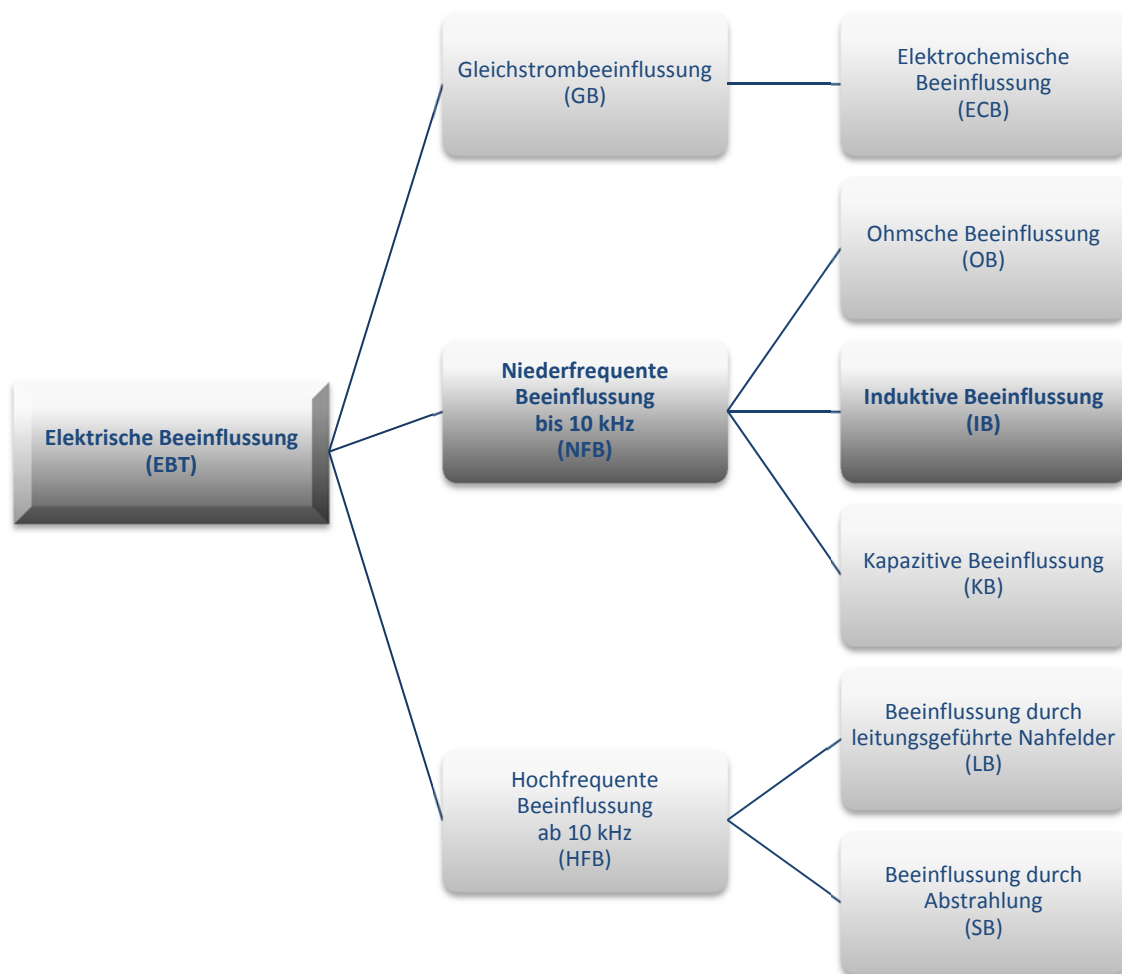 Elektrische Beeinflussung
(EBT)
Gleichstrombeeinflussung
(GB)
Niederfrequente
Beeinflussung
bis 10 kHz
(NFB)
Hochfrequente
Beeinflussung
ab 10 kHz
(HFB)
Elektrochemische
Beeinflussung
(ECB)
Ohmsche Beeinflussung
(OB)
Induktive Beeinflussung
(IB)
Kapazitive Beeinflussung
(KB)
Beeinflussung durch
leitungsgeführte Nahfelder
(LB)
Beeinflussung durch
Abstrahlung
(SB)